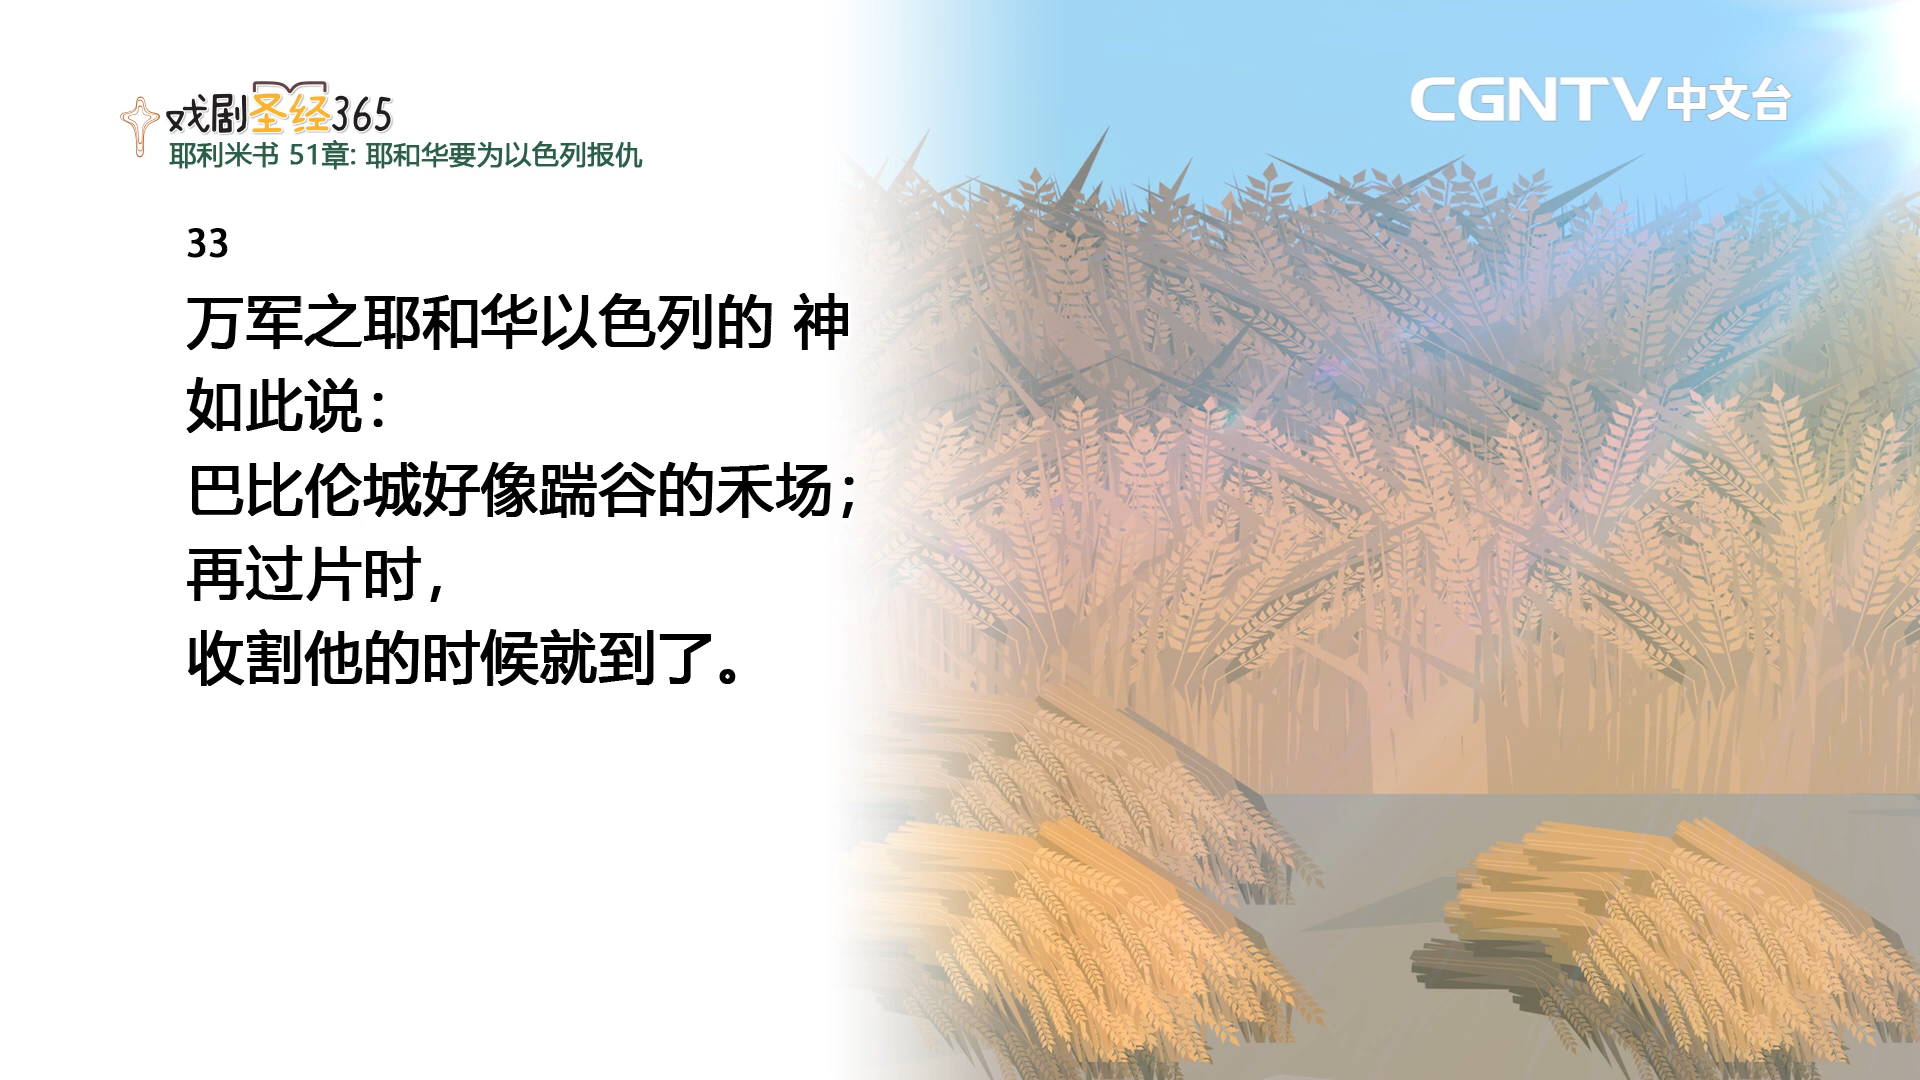 戏剧圣经365
CGNTV中文台
耶利米书 51章: 耶和华要为以色列报仇
33
万军之耶和华以色列的 神
如此说：
巴比伦城好像踹谷的禾场；
再过片时，
收割他的时候就到了。